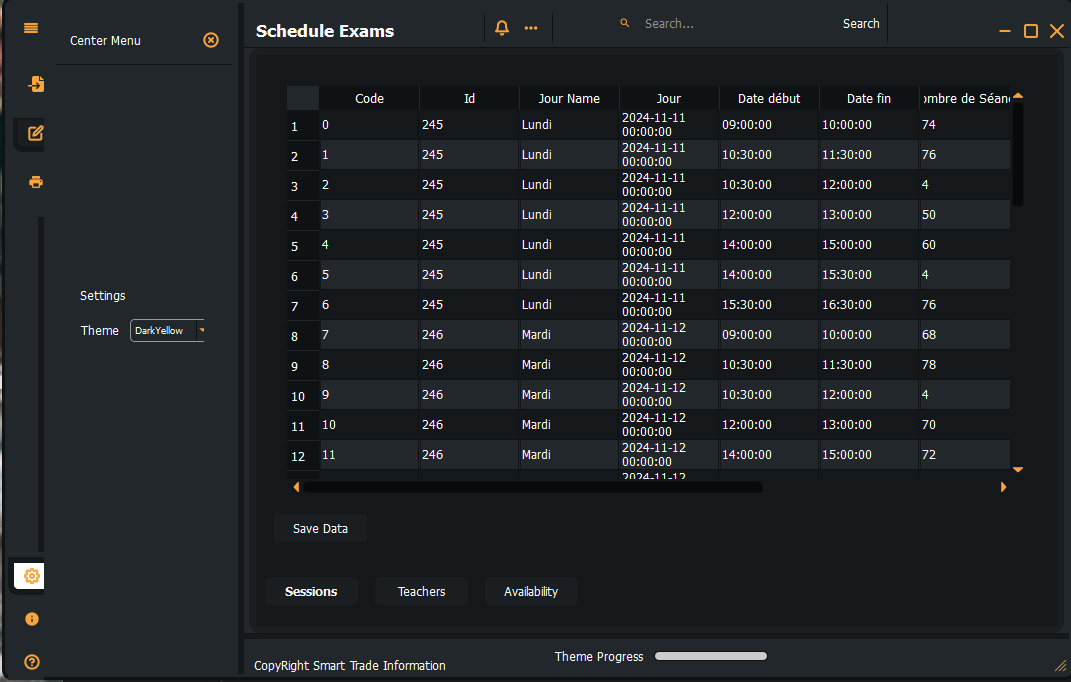 Schedule Exams
Search...
Search
Center Menu
Code Id Jour Name Jour Date début Date fin ombre de Séan
1 0 245 Lundi 2024-11-11 00:00:00 09:00:00 10:00:00 74
2 1 245 Lundi 2024-11-11 00:00:00 10:30:00 11:30:00 76
3 2 245 Lundi 2024-11-11 00:00:00 10:30:00 12:00:00 4
4 3 245 Lundi 2024-11-11 00:00:00 12:00:00 13:00:00 50
5 4 245 Lundi 2024-11-11 00:00:00 14:00:00 15:00:00 60
6 5 245 Lundi 2024-11-11 00:00:00 14:00:00 15:30:00 4
7 6 245 Lundi 2024-11-11 00:00:00 15:30:00 16:30:00 76
8 7 246 Mardi 2024-11-12 00:00:00 09:00:00 10:00:00 68
9 8 246 Mardi 2024-11-12 00:00:00 10:30:00 11:30:00 78
10 9 246 Mardi 2024-11-12 00:00:00 10:30:00 12:00:00 4
11 10 246 Mardi 2024-11-12 00:00:00 12:00:00 13:00:00 70
12 11 246 Mardi 2024-11-12 00:00:00 14:00:00 15:00:00 72
2024-11-12
Settings
Theme DarkYellow
Save Data
Sessions Teachers Availability
CopyRight Smart Trade Information
Theme Progress